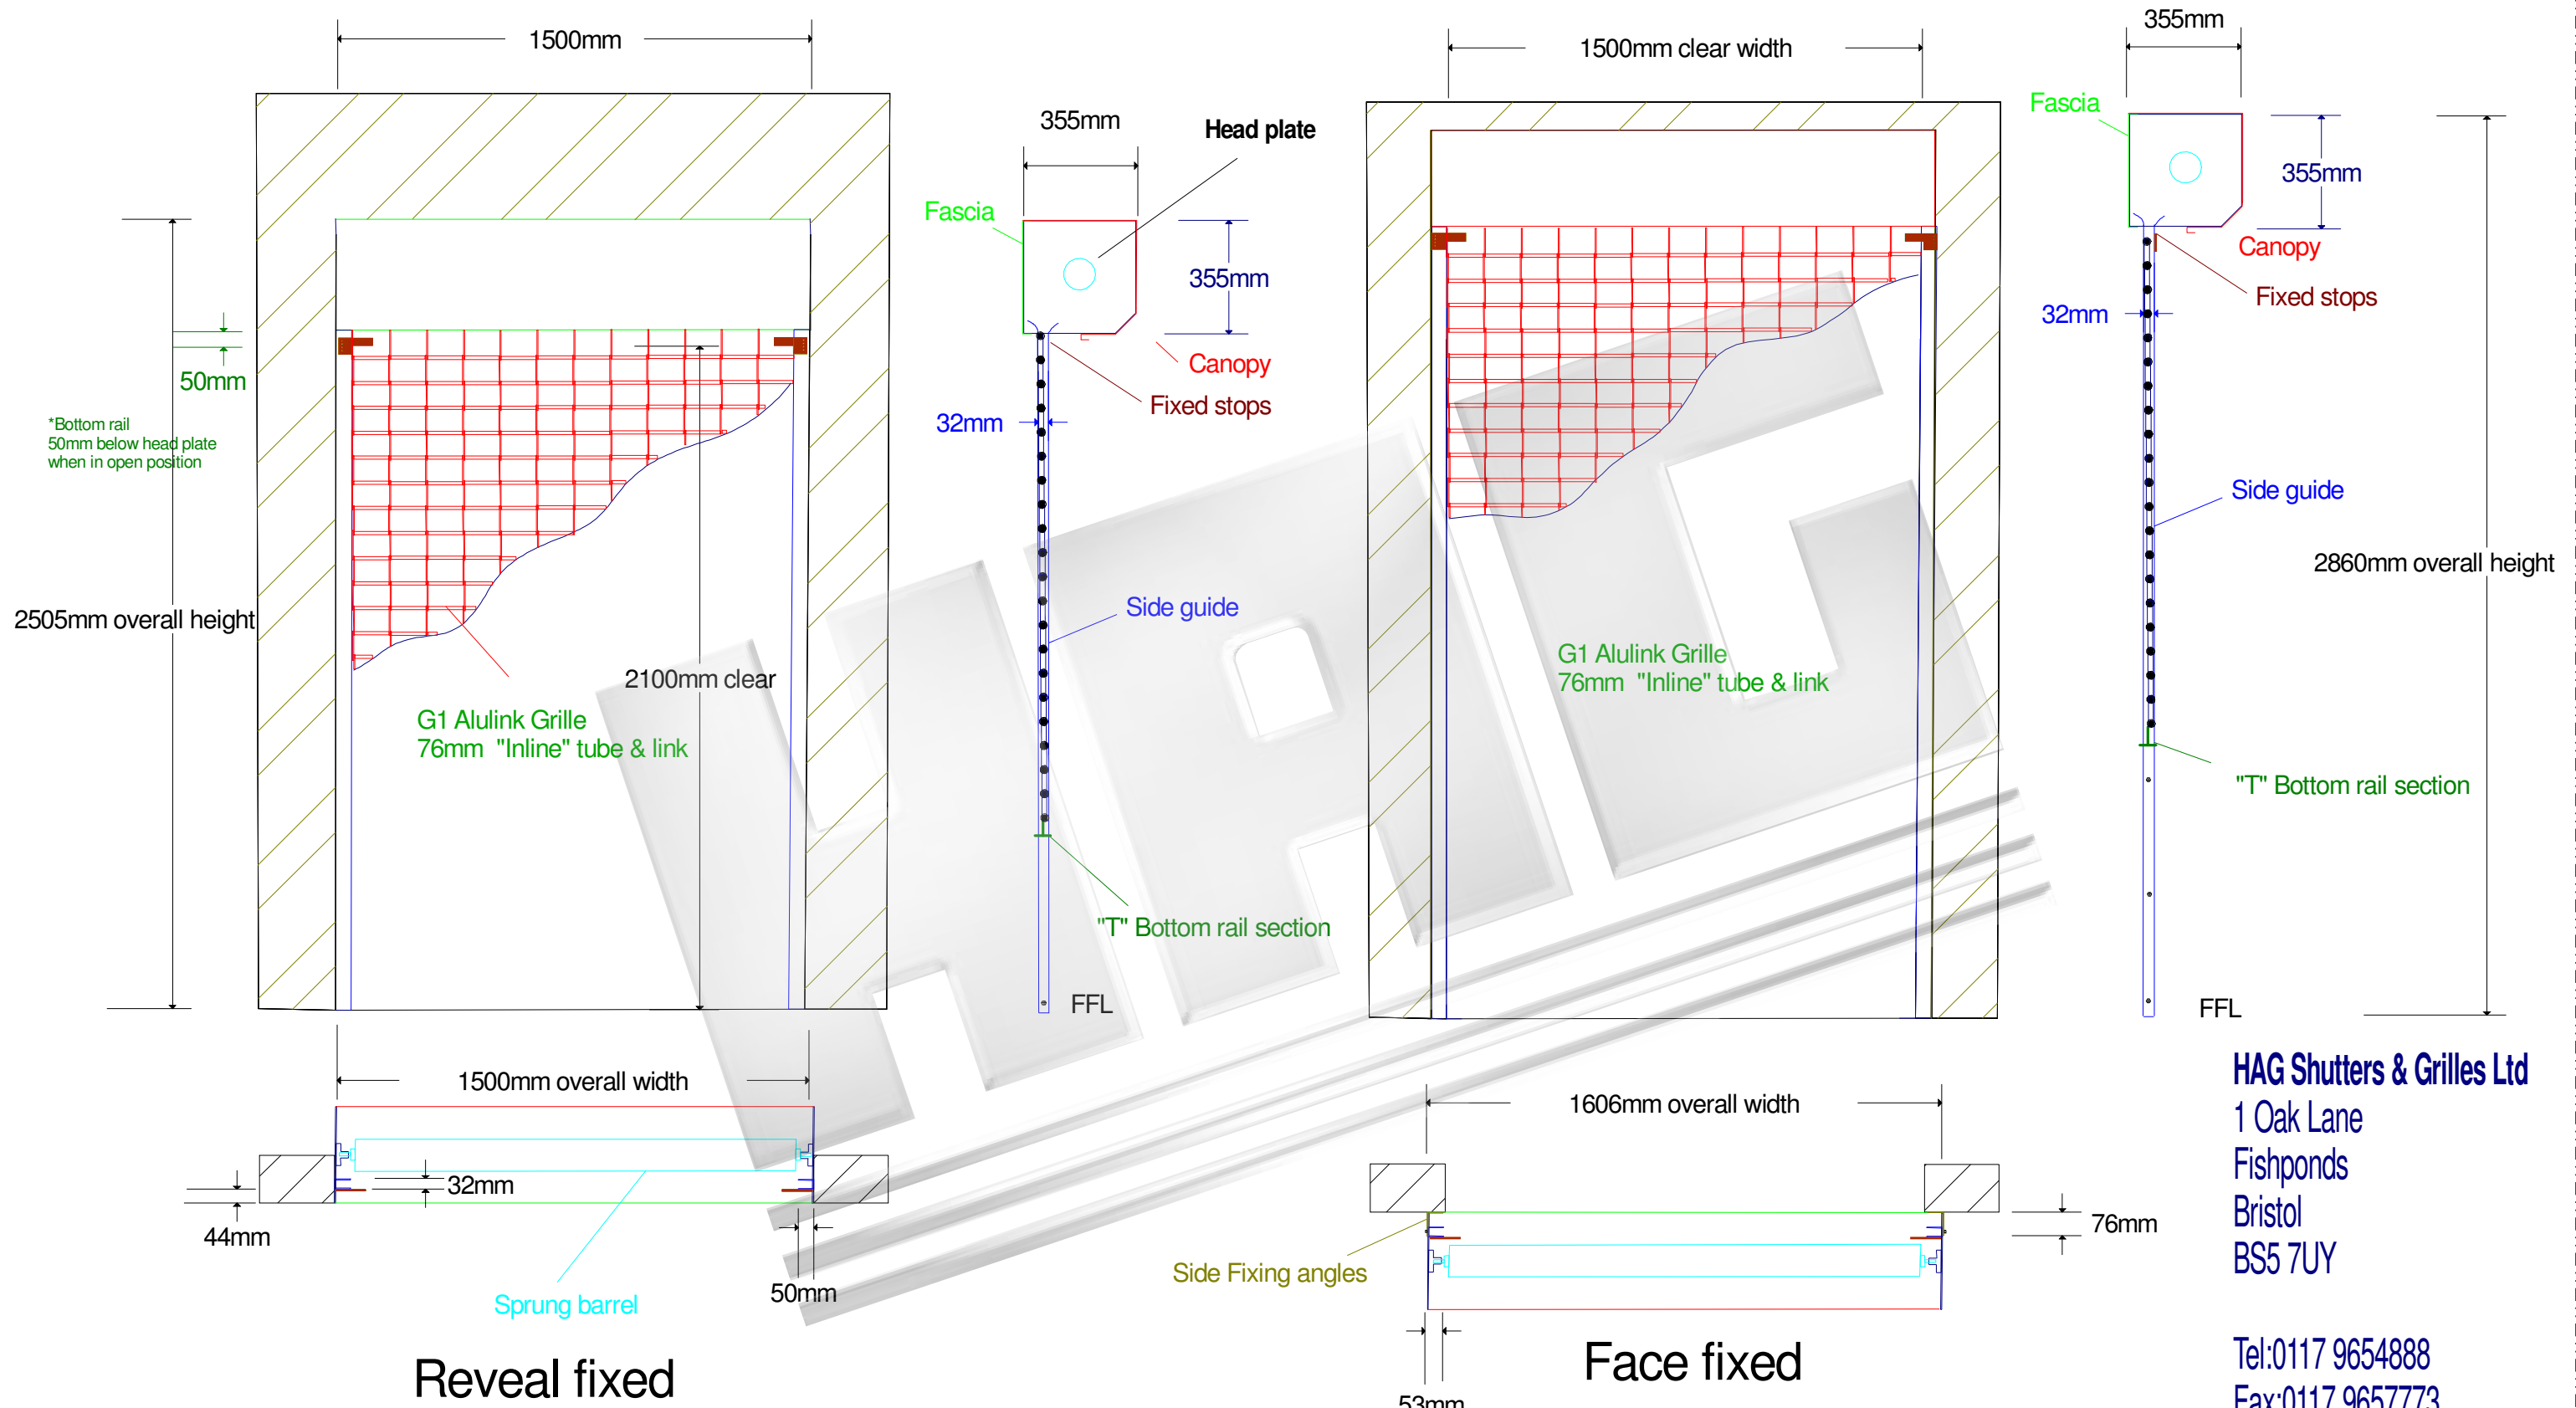 1500mm
2505mm overall height
50mm
*Bottom rail
50mm below head plate
when in open position
2100mm clear
G1 Alulink Grille
76mm "Inline" tube & link
355mm
Head plate
Fascia
355mm
Canopy
Fixed stops
32mm
Side guide
"T" Bottom rail section
FFL
1500mm overall width
32mm
44mm
50mm
Sprung barrel
Reveal fixed
1500mm clear width
G1 Alulink Grille
76mm "Inline" tube & link
355mm
Fascia
355mm
Canopy
Fixed stops
32mm
Side guide
2860mm overall height
"T" Bottom rail section
FFL
1606mm overall width
76mm
Side Fixing angles
53mm
Face fixed
HAG
HAG Shutters & Grilles Ltd
1 Oak Lane
Fishponds
Bristol
BS5 7UY
Tel:0117 9654888
Fax:0117 9657773